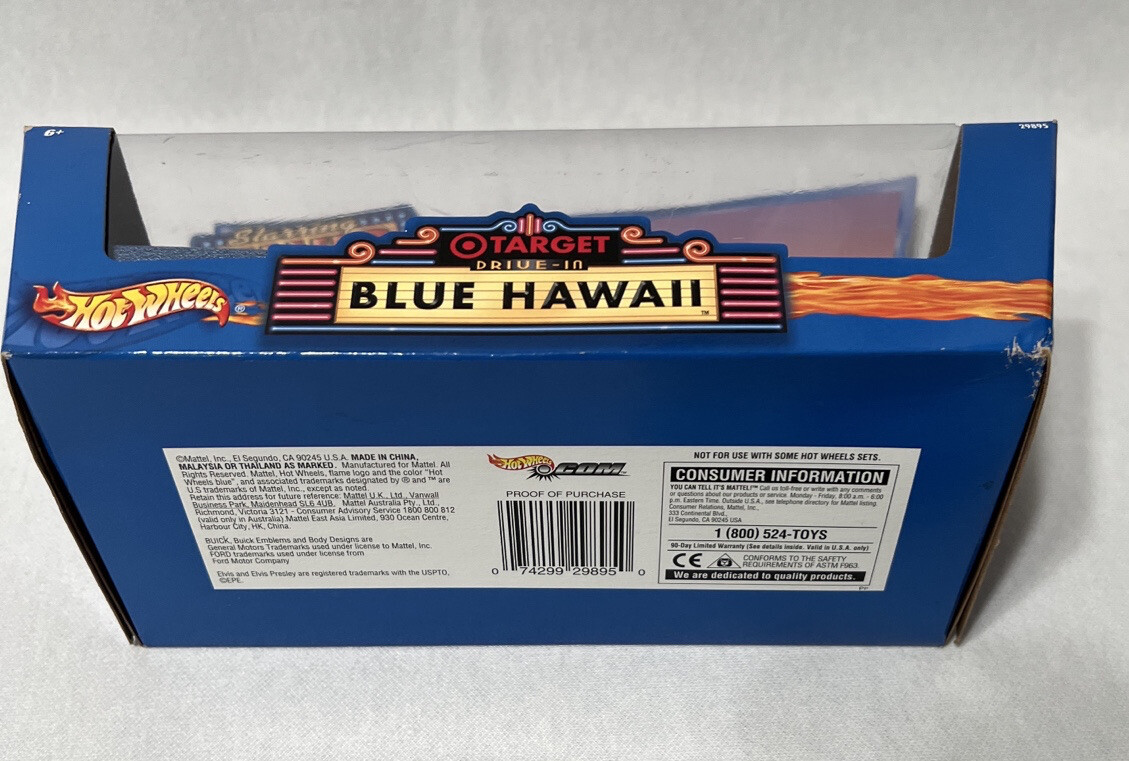 6+
29895
Starring
TARGET
DRIVE-IN
HOT WHEELS®
BLUE HAWAII™
©Mattel, Inc., El Segundo, CA 90245 U.S.A. MADE IN CHINA,
MALAYSIA OR THAILAND AS MARKED. Manufactured for Mattel. All
Rights Reserved. Mattel, Hot Wheels, flame logo and the color "Hot
Wheels blue", and associated trademarks designated by ® and ™ are
U.S trademarks of Mattel, Inc., except as noted.
Retain this address for future reference: Mattel U.K., Ltd., Vanwall
Business Park, Maidenhead SL6 4UB. Mattel Australia Pty., Ltd.,
Richmond, Victoria 3121 - Consumer Advisory Service 1800 800 812
(valid only in Australia).Mattel East Asia Limited, 930 Ocean Centre,
Harbour City, HK, China.
BUICK, Buick Emblems and Body Designs are
General Motors Trademarks used under license to Mattel, Inc.
FORD trademarks used under license from
Ford Motor Company
Elvis and Elvis Presley are registered trademarks with the USPTO,
©EPE.
HOT WHEELS.COM
PROOF OF PURCHASE
0 74299 29895 0
NOT FOR USE WITH SOME HOT WHEELS SETS.
CONSUMER INFORMATION
YOU CAN TELL IT'S MATTEL!™ Call us toll-free or write with any comments
or questions about our products or service. Monday - Friday, 8:00 a.m. - 6:00
p.m. Eastern Time. Outside U.S.A., see telephone directory for Mattel listing.
Consumer Relations, Mattel, Inc.,
333 Continental Blvd.,
El Segundo, CA 90245 USA
1 (800) 524-TOYS
90-Day Limited Warranty (See details inside. Valid in U.S.A. only)
CE
CONFORMS TO THE SAFETY
REQUIREMENTS OF ASTM F963.
We are dedicated to quality products.